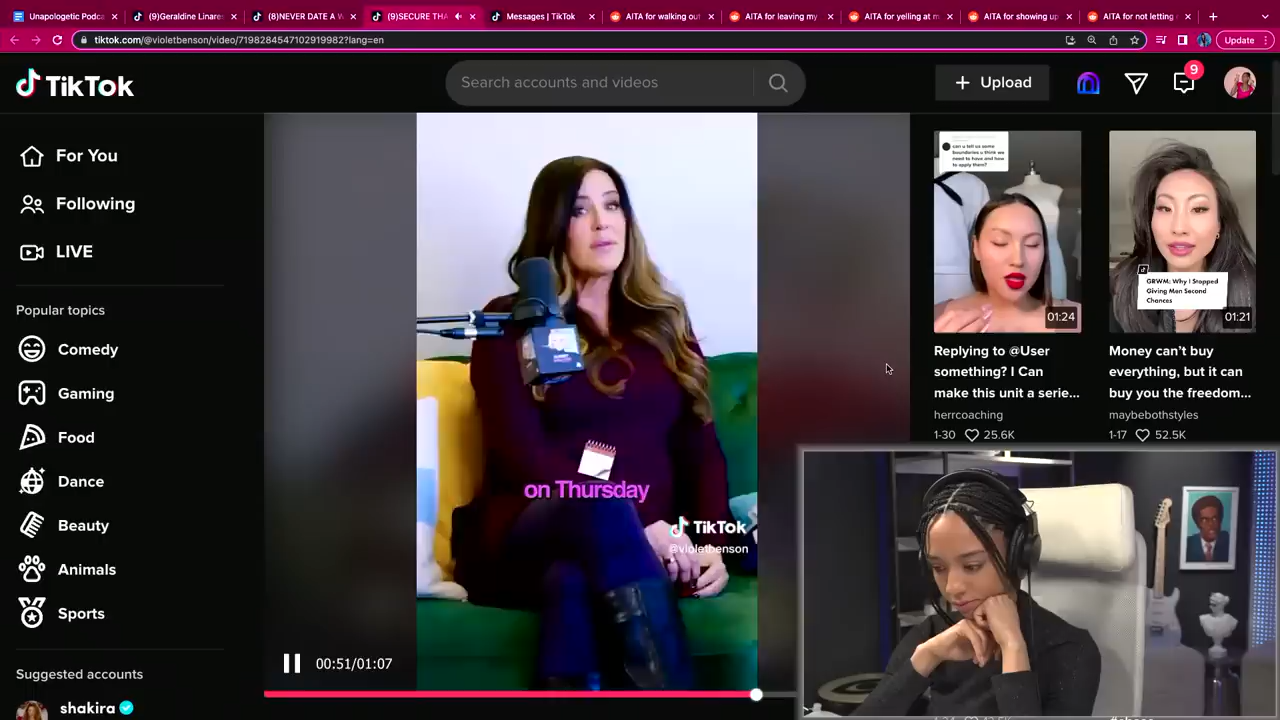 Unapologetic Podca
(9)Geraldine Linares
(8)NEVER DATE A W
(9)SECURE THA
Messages | TikTok
AITA for walking out
AITA for leaving my
AITA for yelling at m
AITA for showing up
AITA for not letting
tiktok.com/@violetbenson/video/7198284547102919982?lang=en
Update
TikTok
Search accounts and videos
+ Upload
9
For You
Following
LIVE
Popular topics
Comedy
Gaming
Food
Dance
Beauty
Animals
Sports
Suggested accounts
shakira
on Thursday
TikTok
@violetbenson
00:51/01:07
can u tell us some
boundaries u think we
need to have and how
to apply them?
01:24
Replying to @User
something? I Can
make this unit a serie...
herrcoaching
1-30 25.6K
GRWM: Why I Stopped
Giving Men Second
Chances
01:21
Money can't buy
everything, but it can
buy you the freedom...
maybebothstyles
1-17 52.5K